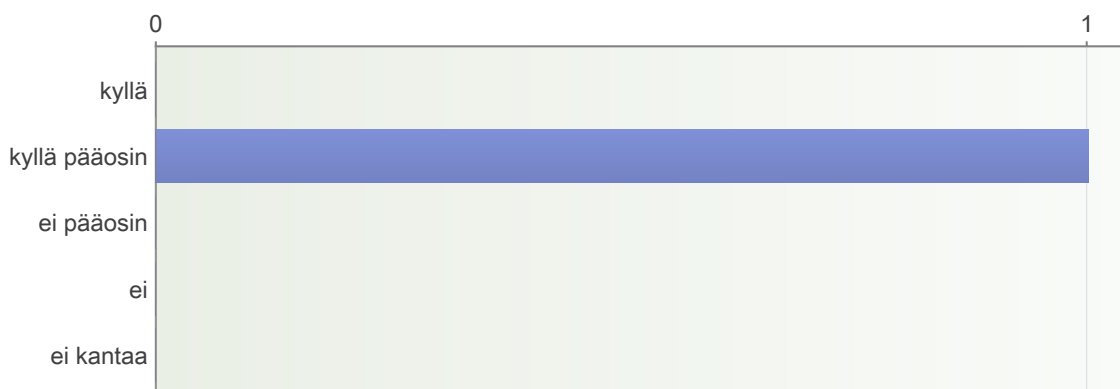 0 1
kyllä
kyllä pääosin
ei pääosin
ei
ei kantaa